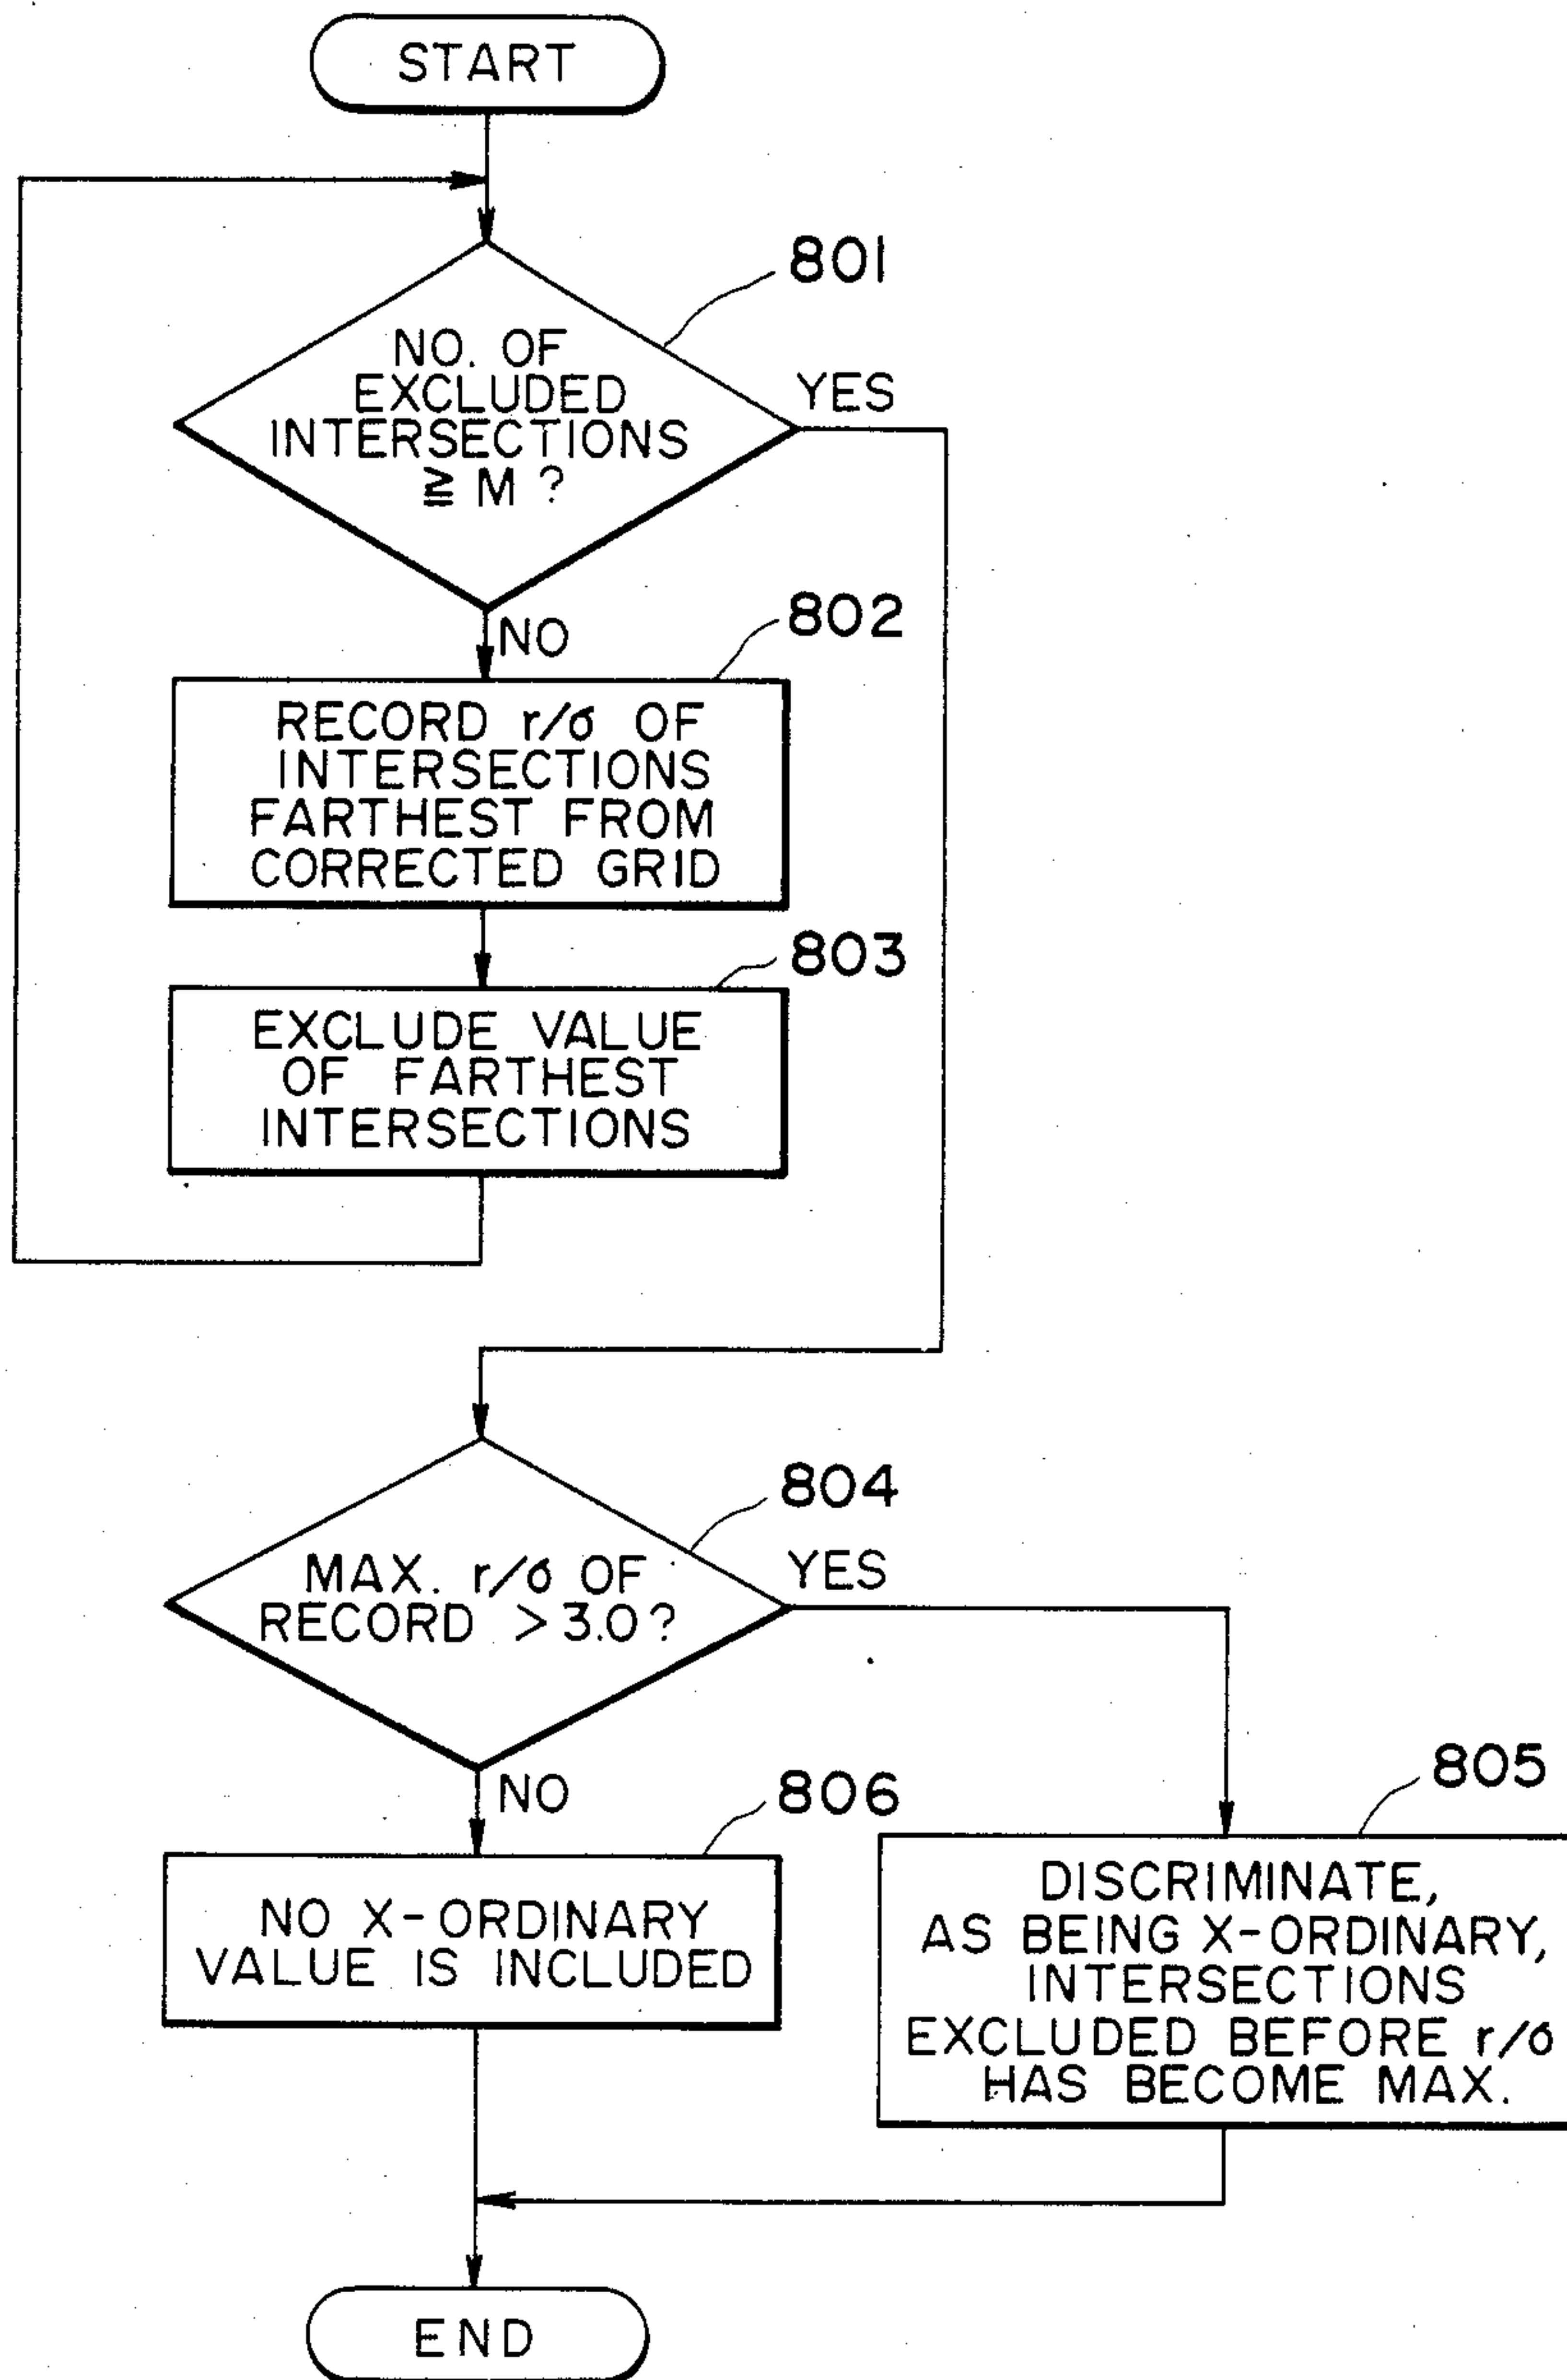 START
801
NO. OF
EXCLUDED
INTERSECTIONS
≧ M ?
YES
NO
802
RECORD r/σ OF
INTERSECTIONS
FARTHEST FROM
CORRECTED GRID
803
EXCLUDE VALUE
OF FARTHEST
INTERSECTIONS
804
MAX. r/σ OF
RECORD > 3.0 ?
YES
NO
806
NO X-ORDINARY
VALUE IS INCLUDED
805
DISCRIMINATE,
AS BEING X-ORDINARY,
INTERSECTIONS
EXCLUDED BEFORE r/σ
HAS BECOME MAX.
END